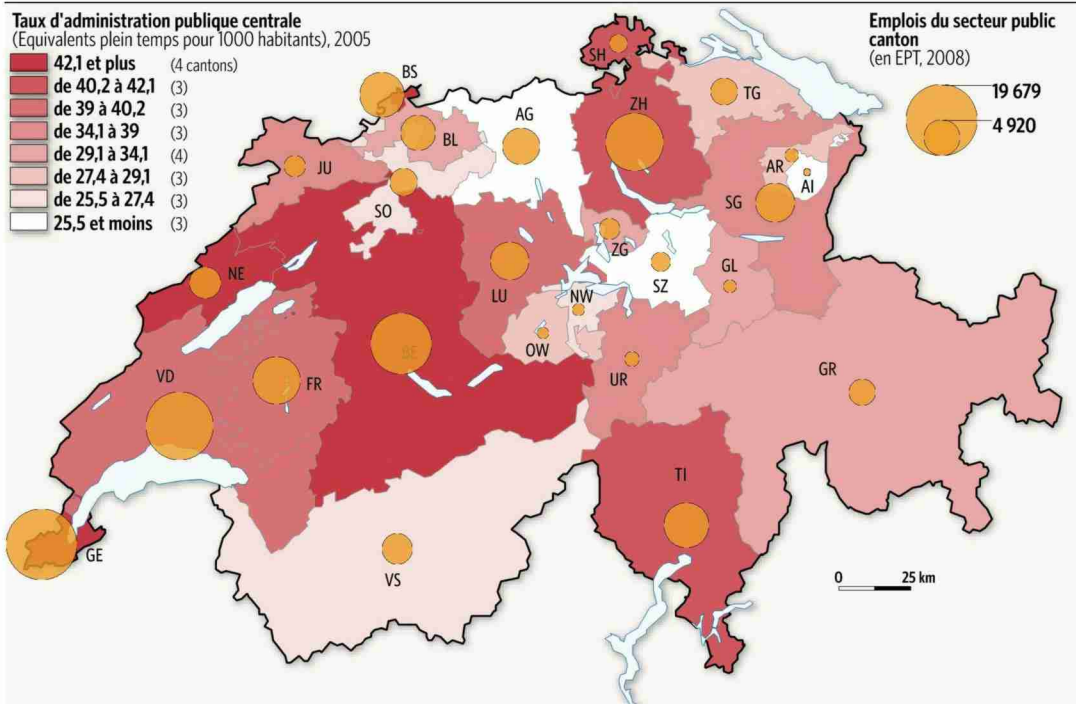 Taux d'administration publique centrale
(Equivalents plein temps pour 1000 habitants), 2005
42,1 et plus (4 cantons)
de 40,2 à 42,1 (3)
de 39 à 40,2 (3)
de 34,1 à 39 (3)
de 29,1 à 34,1 (4)
de 27,4 à 29,1 (3)
de 25,5 à 27,4 (3)
25,5 et moins (3)
Emplois du secteur public
canton
(en EPT, 2008)
19 679
4 920
SH
BS
TG
ZH
AG
BL
JU
AR
AI
SO
SG
ZG
NE
GL
SZ
LU
NW
OW
BE
VD
FR
UR
GR
TI
GE
VS
0 25 km